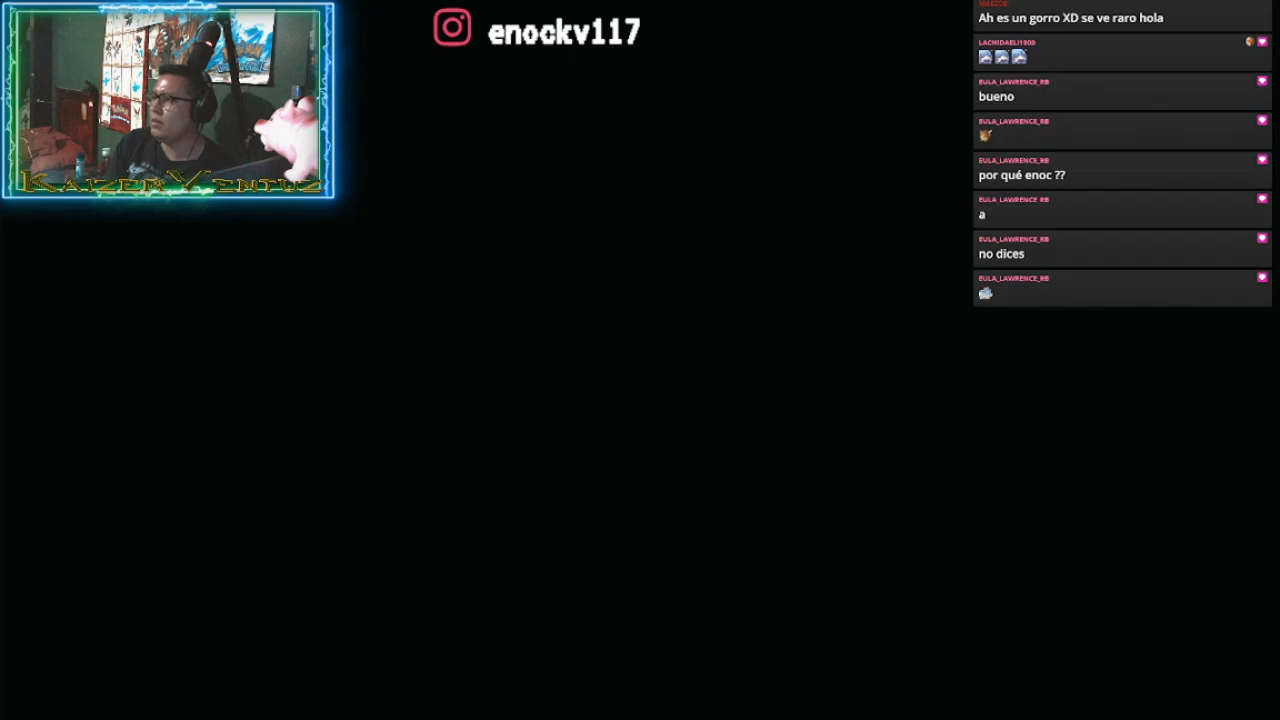 enockv117
KaizerVentuz
Ah es un gorro XD se ve raro hola
LACHIDAELI1900
EULA_LAWRENCE_RB
bueno
EULA_LAWRENCE_RB
EULA_LAWRENCE_RB
por qué enoc ??
EULA_LAWRENCE_RB
a
EULA_LAWRENCE_RB
no dices
EULA_LAWRENCE_RB